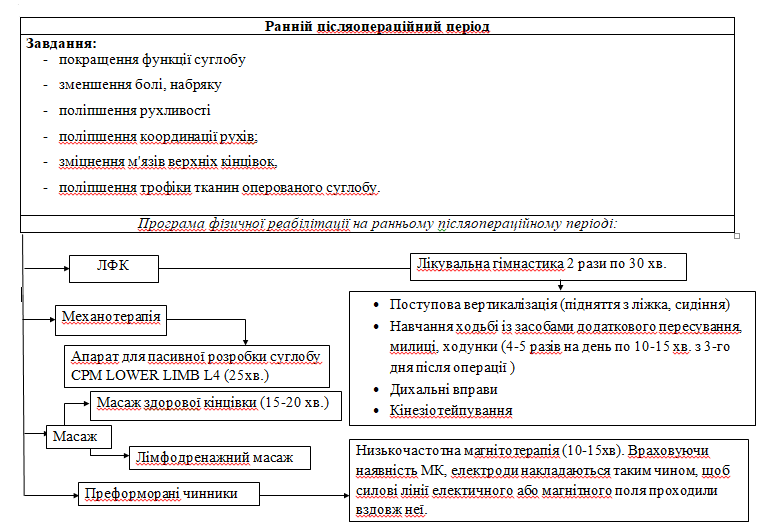 Ранній післяопераційний період
Завдання:
- покращення функції суглобу
- зменшення болі, набряку
- поліпшення рухливості
- поліпшення координації рухів;
- зміцнення м'язів верхніх кінцівок,
- поліпшення трофіки тканин оперованого суглобу.
Програма фізичної реабілітації на ранньому післяопераційному періоді:
ЛФК
Лікувальна гімнастика 2 рази по 30 хв.
• Поступова вертикалізація (підняття з ліжка, сидіння)
• Навчання ходьбі із засобами додаткового пересування,
милиці, ходунки (4-5 разів на день по 10-15 хв. з 3-го
дня після операції )
• Дихальні вправи
• Кінезіотейпування
Механотерапія
Апарат для пасивної розробки суглобу
CPM LOWER LIMB L4 (25хв.)
Масаж здорової кінцівки (15-20 хв.)
Масаж
Лімфодренажний масаж
Преформорані чинники
Низькочастотна магнітотерапія (10-15хв). Враховуючи
наявність МК, електроди накладаються таким чином, щоб
силові лінії електичного або магнітного поля проходили
вздовж неї.